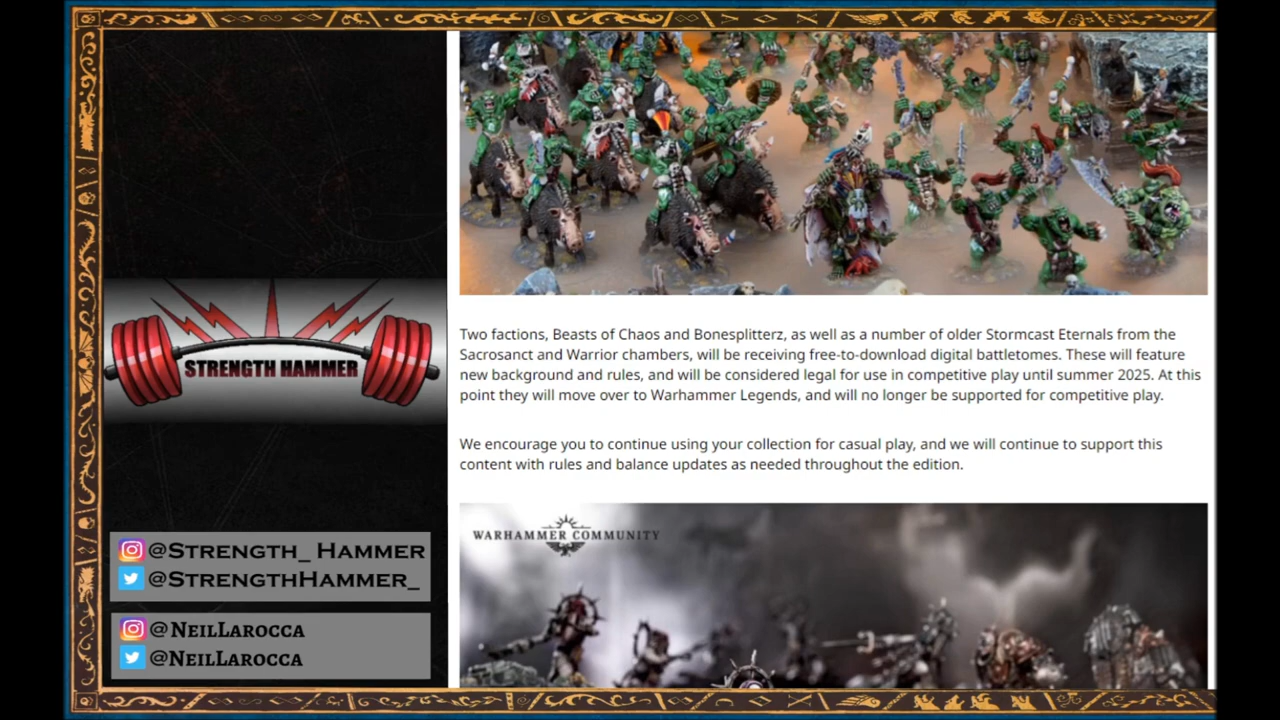 STRENGTH HAMMER
@STRENGTH_ HAMMER
@STRENGTHHAMMER_
@NEILLAROCCA
@NEILLAROCCA
Two factions, Beasts of Chaos and Bonesplitterz, as well as a number of older Stormcast Eternals from the
Sacrosanct and Warrior chambers, will be receiving free-to-download digital battletomes. These will feature
new background and rules, and will be considered legal for use in competitive play until summer 2025. At this
point they will move over to Warhammer Legends, and will no longer be supported for competitive play.
We encourage you to continue using your collection for casual play, and we will continue to support this
content with rules and balance updates as needed throughout the edition.
WARHAMMER COMMUNITY